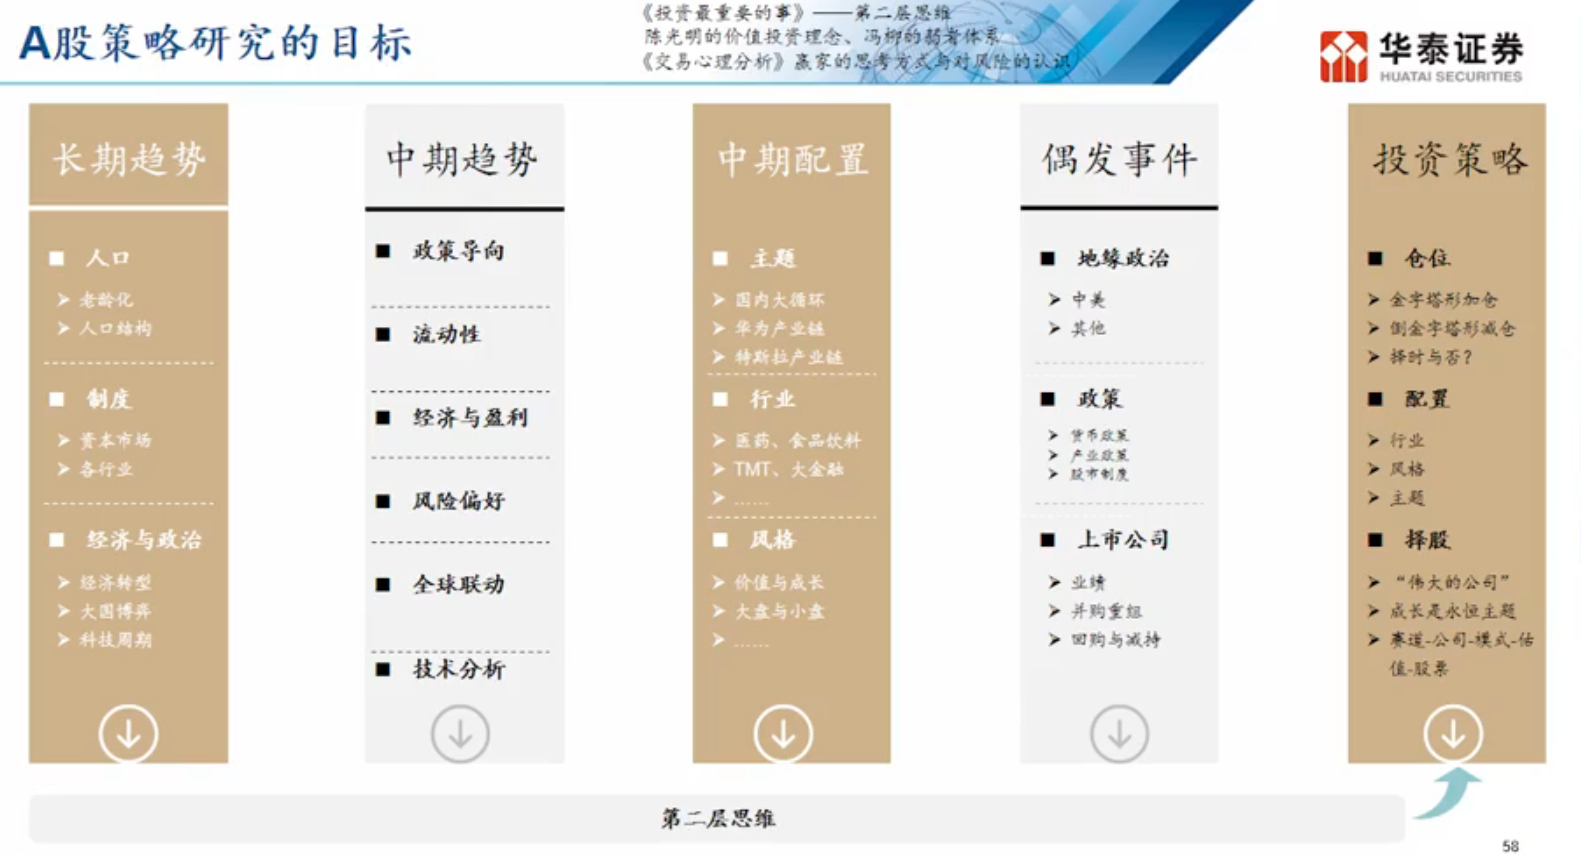 A股策略研究的目标
《投资最重要的事》——第二层思维
陈光明的价值投资理念、冯柳的弱者体系
《交易心理分析》赢家的思考方式与对风险的认识
华泰证券
HUATAI SECURITIES
长期趋势
人口
老龄化
人口结构
制度
资本市场
各行业
经济与政治
经济转型
大国博弈
科技周期
中期趋势
政策导向
流动性
经济与盈利
风险偏好
全球联动
技术分析
中期配置
主题
国内大循环
华为产业链
特斯拉产业链
行业
医药、食品饮料
TMT、大金融
……
风格
价值与成长
大盘与小盘
……
偶发事件
地缘政治
中美
其他
政策
货币政策
产业政策
股市制度
上市公司
业绩
并购重组
回购与减持
投资策略
仓位
金字塔形加仓
倒金字塔形减仓
择时与否?
配置
行业
风格
主题
择股
“伟大的公司”
成长是永恒主题
赛道-公司-模式-估
值-股票
第二层思维
58